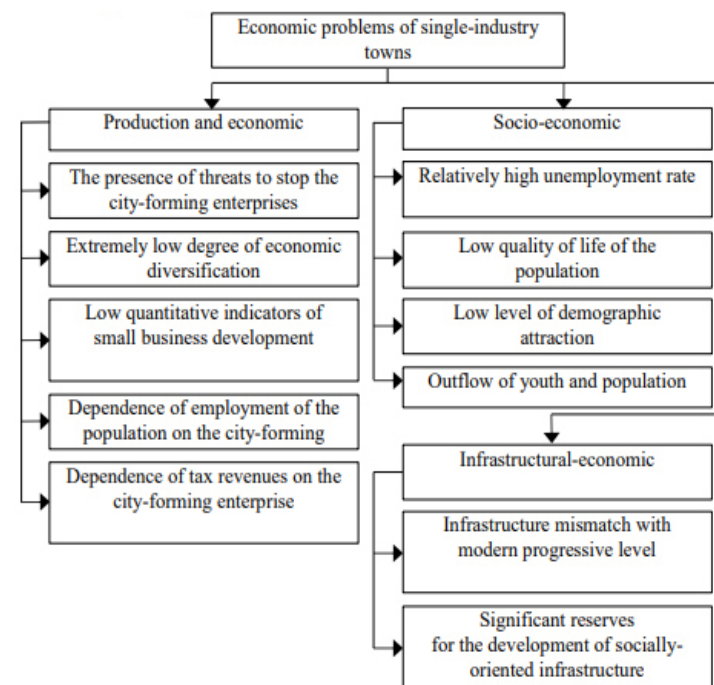 Economic problems of single-industry
towns
Production and economic
The presence of threats to stop the
city-forming enterprises
Extremely low degree of economic
diversification
Low quantitative indicators of
small business development
Dependence of employment of the
population on the city-forming
Dependence of tax revenues on the
city-forming enterprise
Socio-economic
Relatively high unemployment rate
Low quality of life of the
population
Low level of demographic
attraction
Outflow of youth and population
Infrastructural-economic
Infrastructure mismatch with
modern progressive level
Significant reserves
for the development of socially-
oriented infrastructure